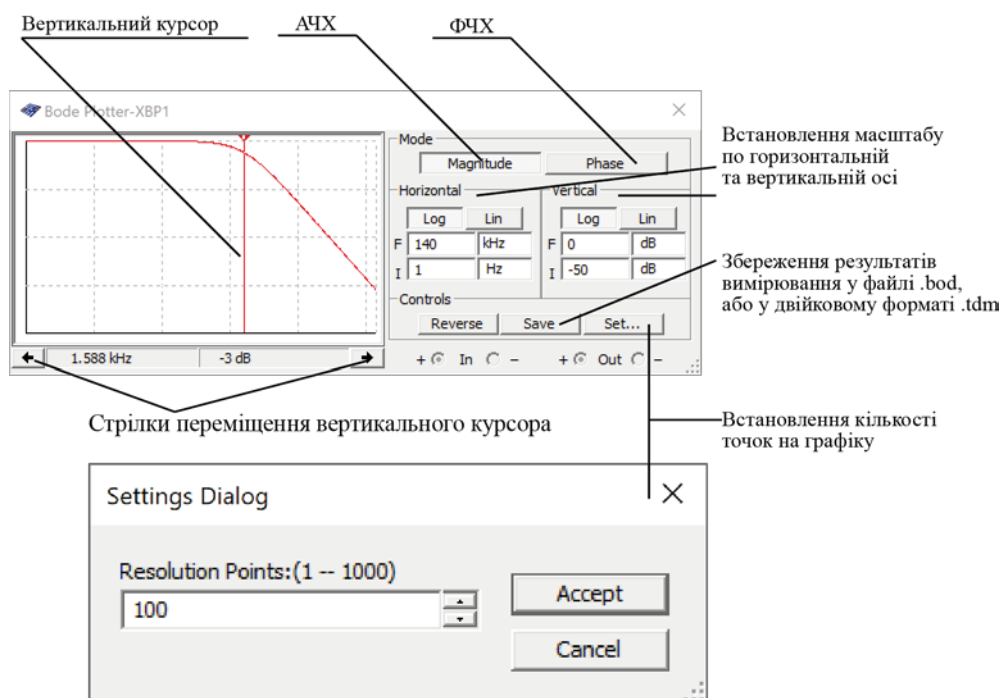 Вертикальний курсор
АЧХ
ФЧХ
Bode Plotter-XBP1
Mode
Magnitude
Phase
Horizontal
Vertical
Log
Lin
Log
Lin
F 140 kHz
F 0 dB
I 1 Hz
I -50 dB
Controls
Reverse
Save
Set...
1.588 kHz
-3 dB
+ In −
+ Out −
Встановлення масштабу
по горизонтальній
та вертикальній осі
Збереження результатів
вимірювання у файлі .bod,
або у двійковому форматі .tdm
Стрілки переміщення вертикального курсора
Встановлення кількості
точок на графіку
Settings Dialog
Resolution Points:(1 -- 1000)
100
Accept
Cancel